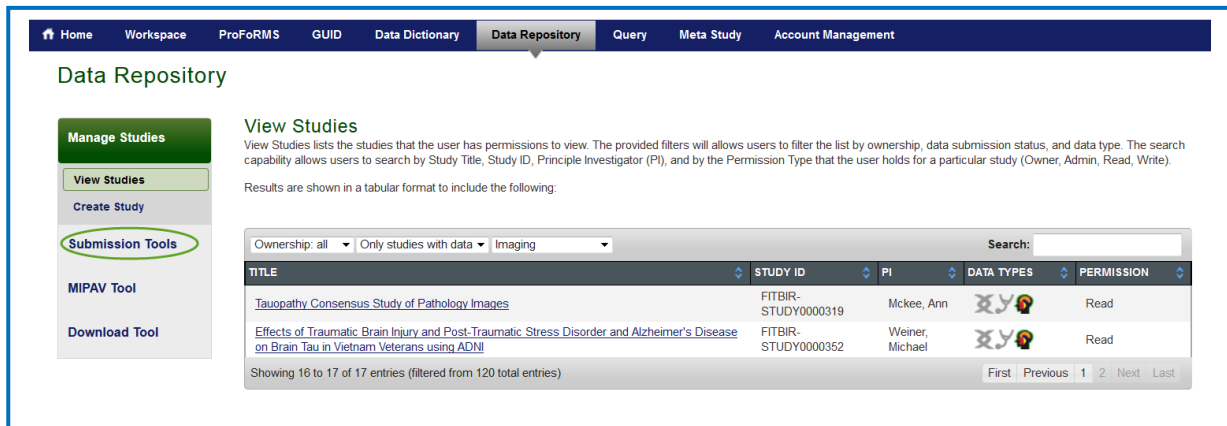 Home Workspace ProFoRMS GUID Data Dictionary Data Repository Query Meta Study Account Management
Data Repository
Manage Studies
View Studies
Create Study
Submission Tools
MIPAV Tool
Download Tool
View Studies
View Studies lists the studies that the user has permissions to view. The provided filters will allows users to filter the list by ownership, data submission status, and data type. The search
capability allows users to search by Study Title, Study ID, Principle Investigator (PI), and by the Permission Type that the user holds for a particular study (Owner, Admin, Read, Write).
Results are shown in a tabular format to include the following:
Ownership: all Only studies with data Imaging Search:
TITLE STUDY ID PI DATA TYPES PERMISSION
Tauopathy Consensus Study of Pathology Images FITBIR-STUDY0000319 Mckee, Ann Read
Effects of Traumatic Brain Injury and Post-Traumatic Stress Disorder and Alzheimer's Disease
on Brain Tau in Vietnam Veterans using ADNI FITBIR-STUDY0000352 Weiner, Michael Read
Showing 16 to 17 of 17 entries (filtered from 120 total entries) First Previous 1 2 Next Last